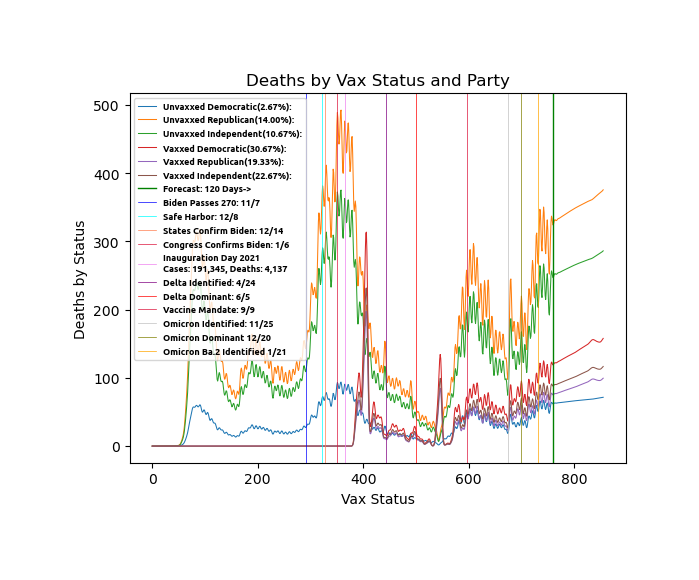 Deaths by Vax Status and Party
Deaths by Status
500
400
300
200
100
0
Unvaxxed Democratic(2.67%):
Unvaxxed Republican(14.00%):
Unvaxxed Independent(10.67%):
Vaxxed Democratic(30.67%):
Vaxxed Republican(19.33%):
Vaxxed Independent(22.67%):
Forecast: 120 Days->
Biden Passes 270: 11/7
Safe Harbor: 12/8
States Confirm Biden: 12/14
Congress Confirms Biden: 1/6
Inauguration Day 2021
Cases: 191,345, Deaths: 4,137
Delta Identified: 4/24
Delta Dominant: 6/5
Vaccine Mandate: 9/9
Omicron Identified: 11/25
Omicron Dominant 12/20
Omicron Ba.2 Identified 1/21
0 200 400 600 800
Vax Status